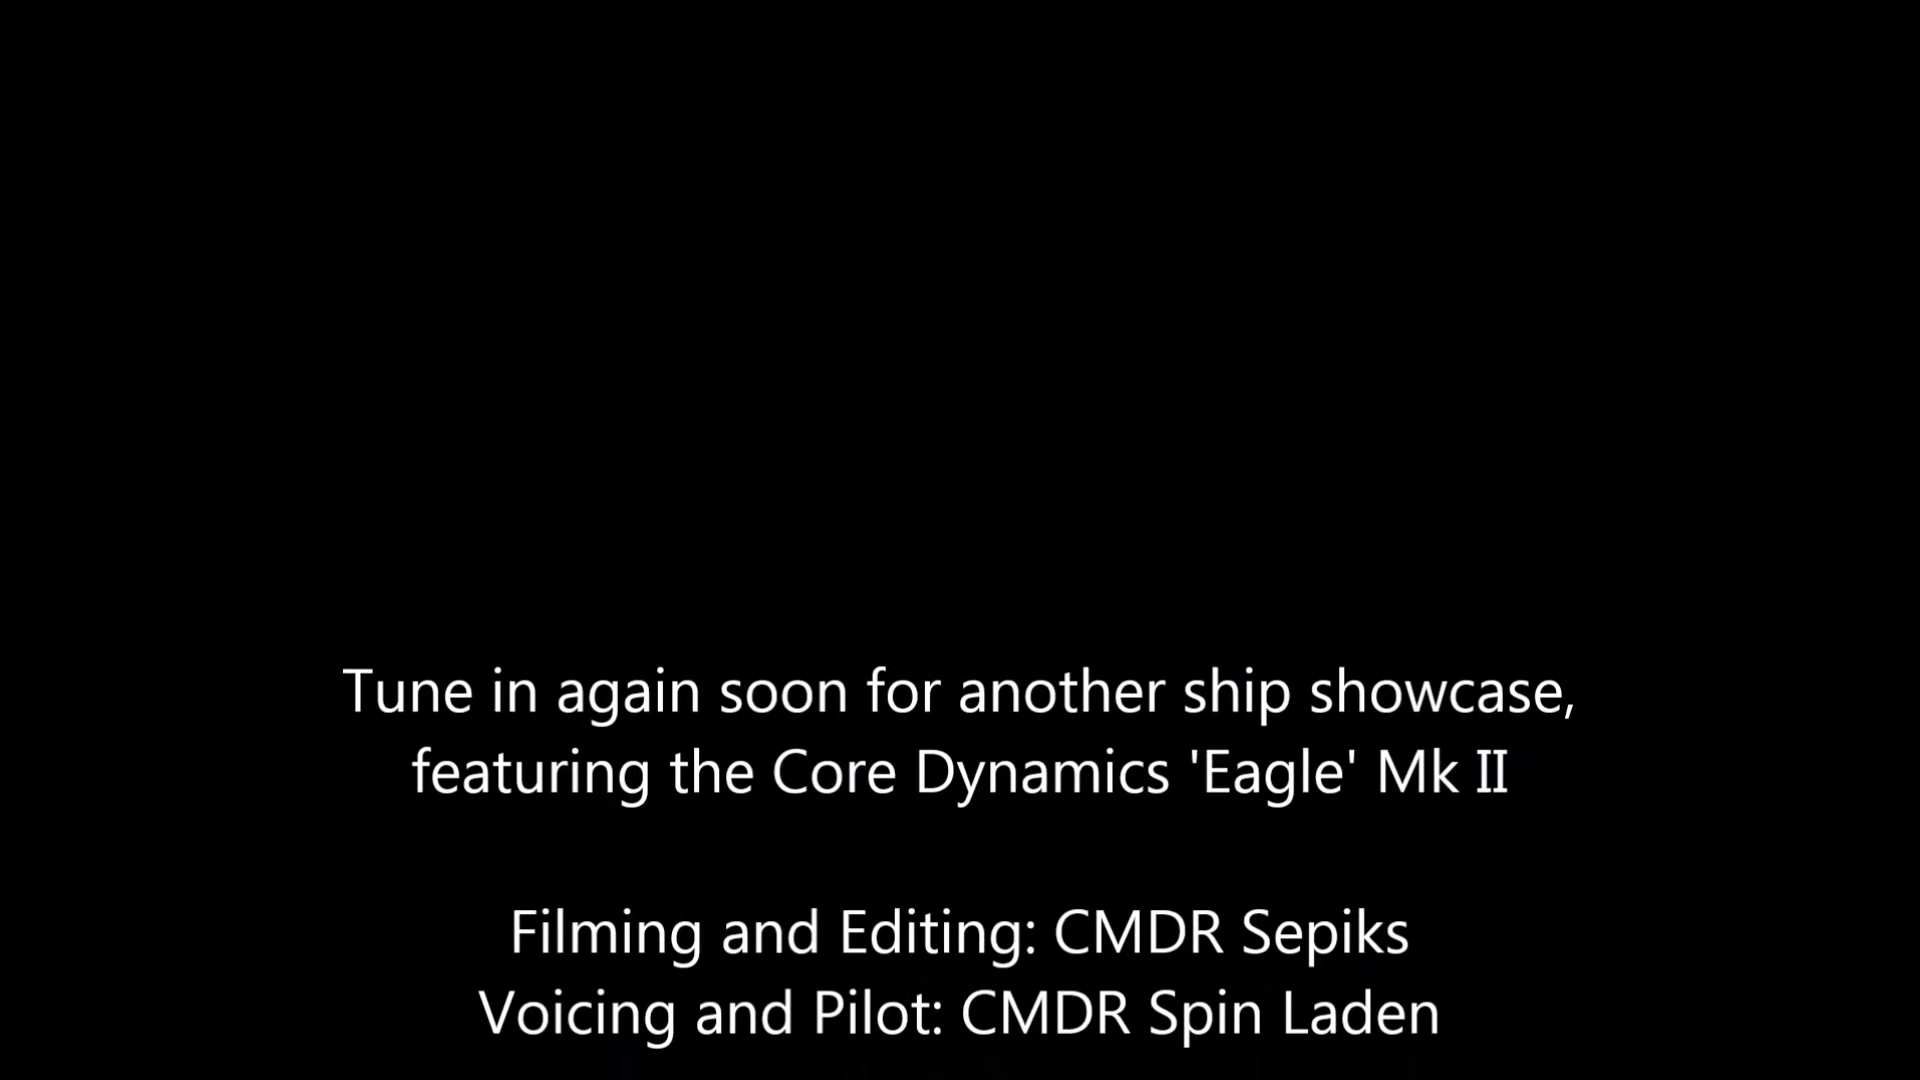 Tune in again soon for another ship showcase,
featuring the Core Dynamics 'Eagle' Mk II
Filming and Editing: CMDR Sepiks
Voicing and Pilot: CMDR Spin Laden